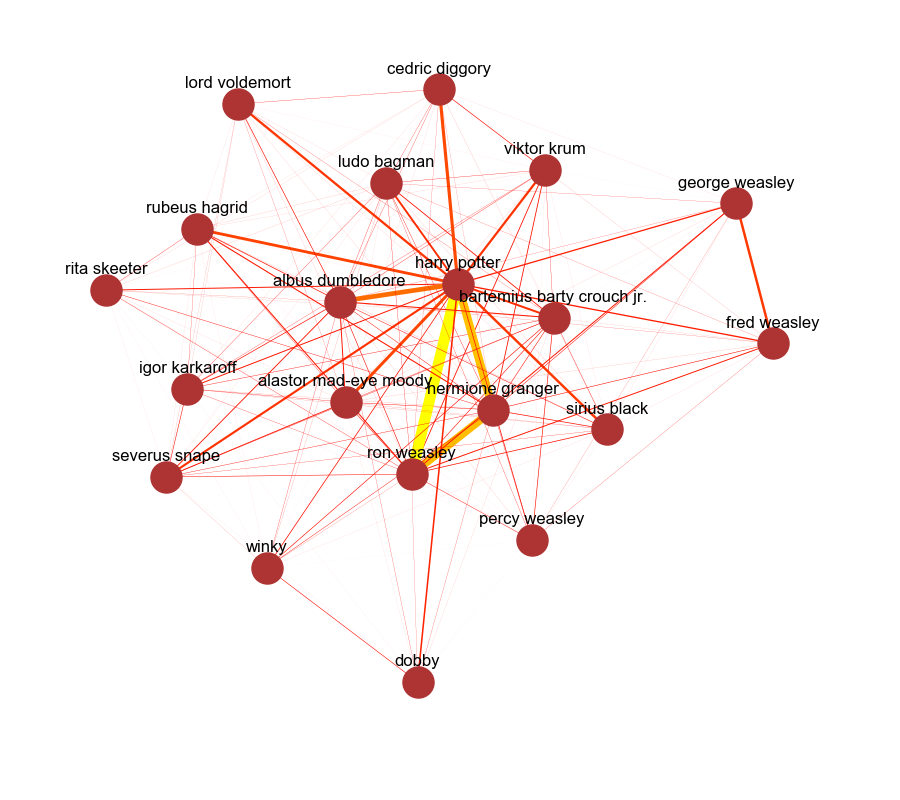 cedric diggory
lord voldemort
viktor krum
ludo bagman
george weasley
rubeus hagrid
harry potter
rita skeeter
albus dumbledore
bartemius barty crouch jr.
fred weasley
igor karkaroff
alastor mad-eye moody
hermione granger
sirius black
severus snape
ron weasley
percy weasley
winky
dobby